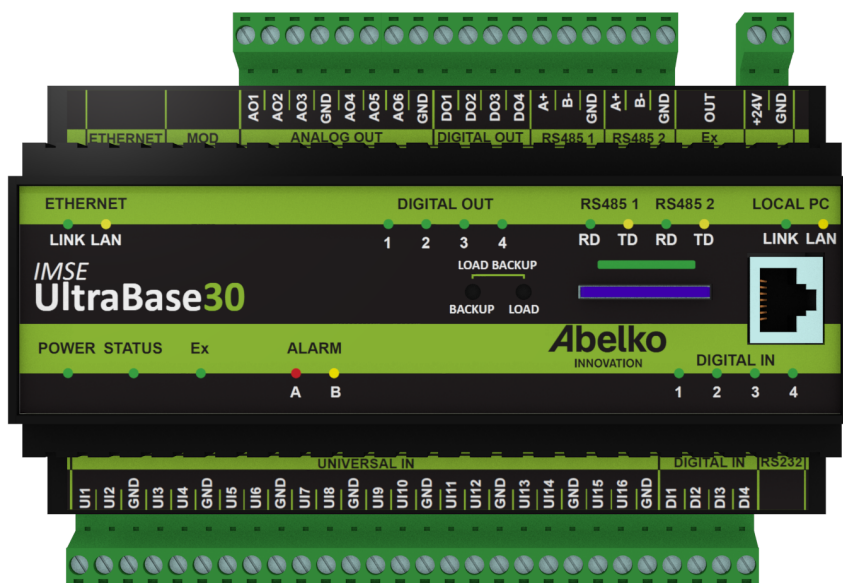 AO1 AO2 AO3 GND AO4 AO5 AO6 GND DO1 DO2 DO3 DO4 A+ B- GND A+ B- GND OUT +24V GND
ETHERNET MOD ANALOG OUT DIGITAL OUT RS485 1 RS485 2 Ex
ETHERNET DIGITAL OUT RS485 1 RS485 2 LOCAL PC
LINK LAN 1 2 3 4 RD TD RD TD LINK LAN
IMSE
UltraBase30
LOAD BACKUP
BACKUP LOAD
POWER STATUS Ex ALARM
A B
Abelko
INNOVATION
DIGITAL IN
1 2 3 4
UNIVERSAL IN DIGITAL IN RS232
UI1 UI2 GND UI3 UI4 GND UI5 UI6 GND UI7 UI8 GND UI9 UI10 GND UI11 UI12 GND UI13 UI14 GND UI15 UI16 GND DI1 DI2 DI3 DI4